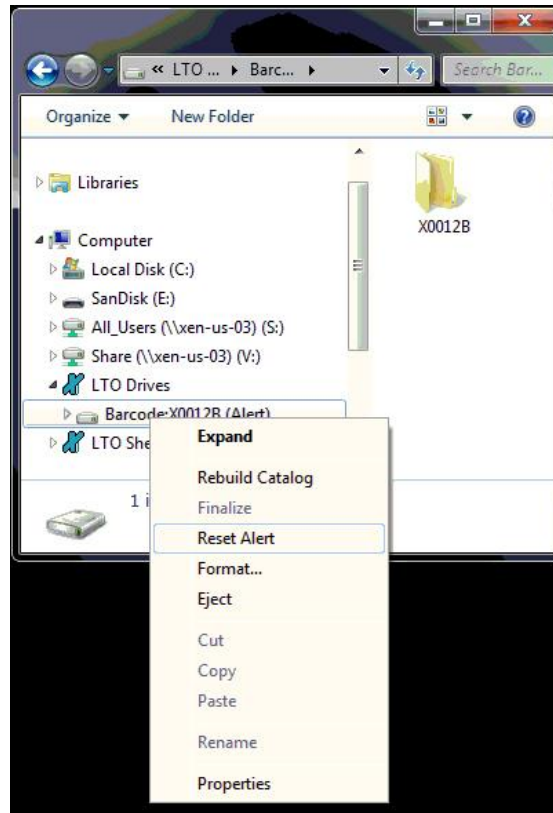 « LTO ... Barc...
Search Bar...
Organize
New Folder
Libraries
X0012B
Computer
Local Disk (C:)
SanDisk (E:)
All_Users (\\xen-us-03) (S:)
Share (\\xen-us-03) (V:)
LTO Drives
Barcode:X0012B (Alert)
LTO She
1 i
Expand
Rebuild Catalog
Finalize
Reset Alert
Format...
Eject
Cut
Copy
Paste
Rename
Properties